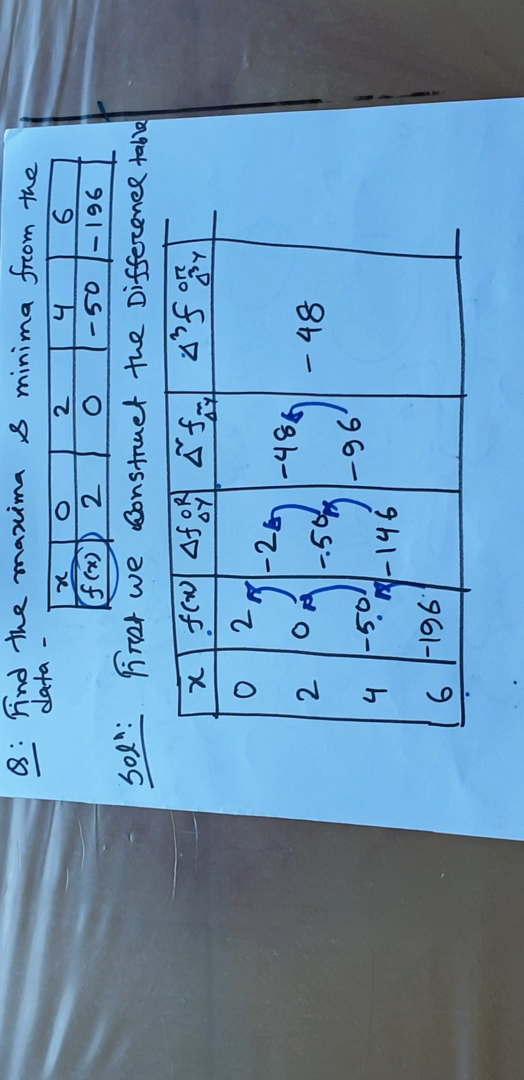 Q: Find the maxima & minima from the
data -
x 0 2 4 6
f(x) 2 0 -50 -196
Solⁿ: First we Construct the Difference table
x f(x) Δf OR Δy Δ²f OR Δ²y Δ³f OR Δ³y
0 2
-2
2 0 -48
-50 -48
4 -50 -96
-146
6 -196